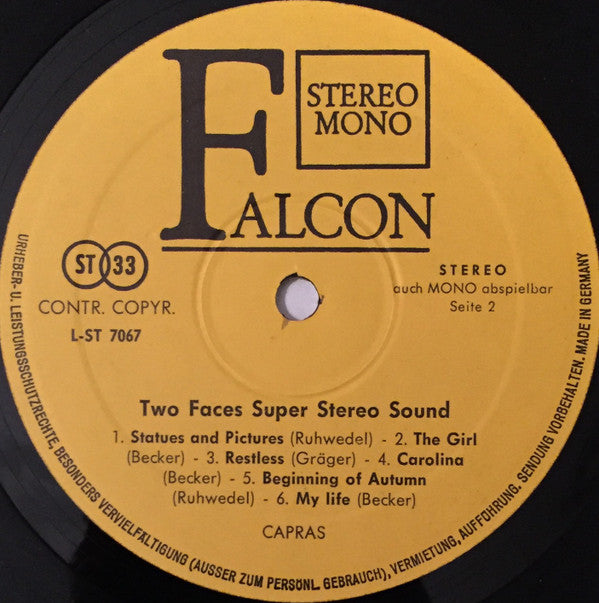 FALCON
STEREO
MONO
ST 33
CONTR. COPYR.
L-ST 7067
STEREO
auch MONO abspielbar
Seite 2
Two Faces Super Stereo Sound
1. Statues and Pictures (Ruhwedel) - 2. The Girl
(Becker) - 3. Restless (Gräger) - 4. Carolina
(Becker) - 5. Beginning of Autumn
(Ruhwedel) - 6. My life (Becker)
CAPRAS
URHEBER- U. LEISTUNGSSCHUTZRECHTE, BESONDERS VERVIELFÄLTIGUNG (AUSSER ZUM PERSÖNL. GEBRAUCH), VERMIETUNG, AUFFÜHRUNG. SENDUNG VORBEHALTEN. MADE IN GERMANY